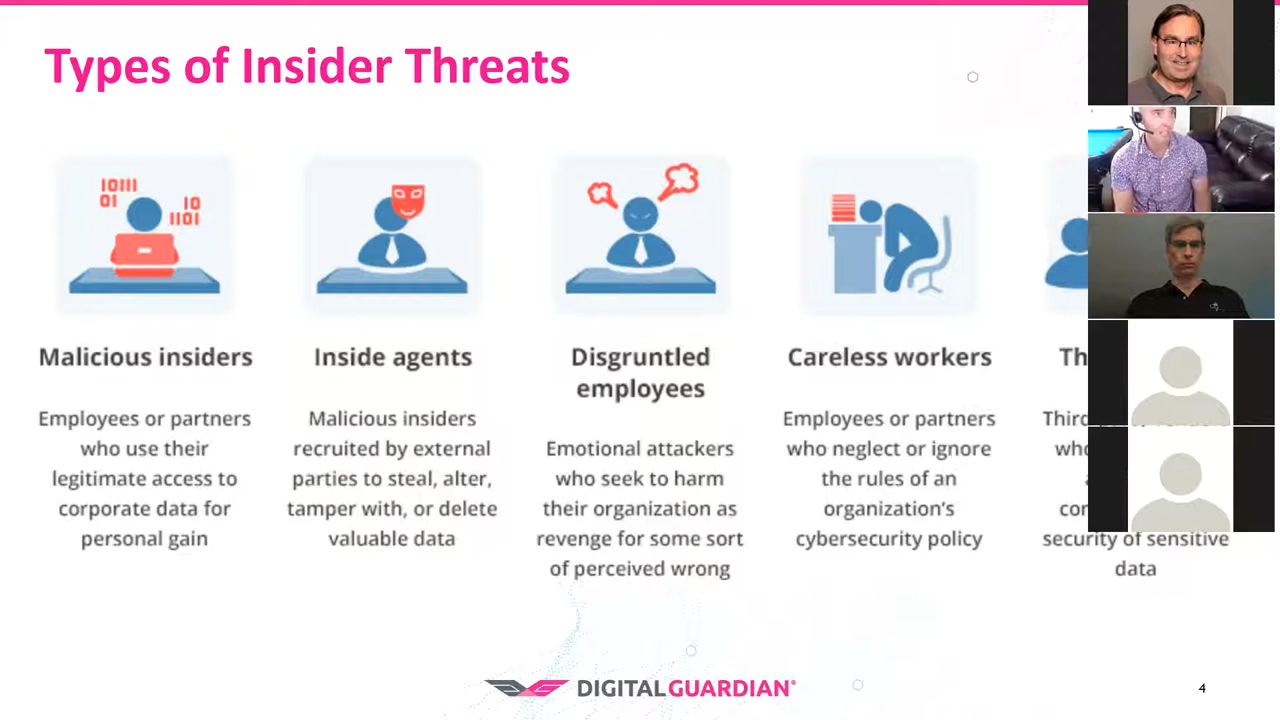 Types of Insider Threats
10111
01
10
1101
Malicious insiders
Employees or partners
who use their
legitimate access to
corporate data for
personal gain
Inside agents
Malicious insiders
recruited by external
parties to steal, alter,
tamper with, or delete
valuable data
Disgruntled
employees
Emotional attackers
who seek to harm
their organization as
revenge for some sort
of perceived wrong
Careless workers
Employees or partners
who neglect or ignore
the rules of an
organization's
cybersecurity policy
security of sensitive
data
DIGITALGUARDIAN®
4